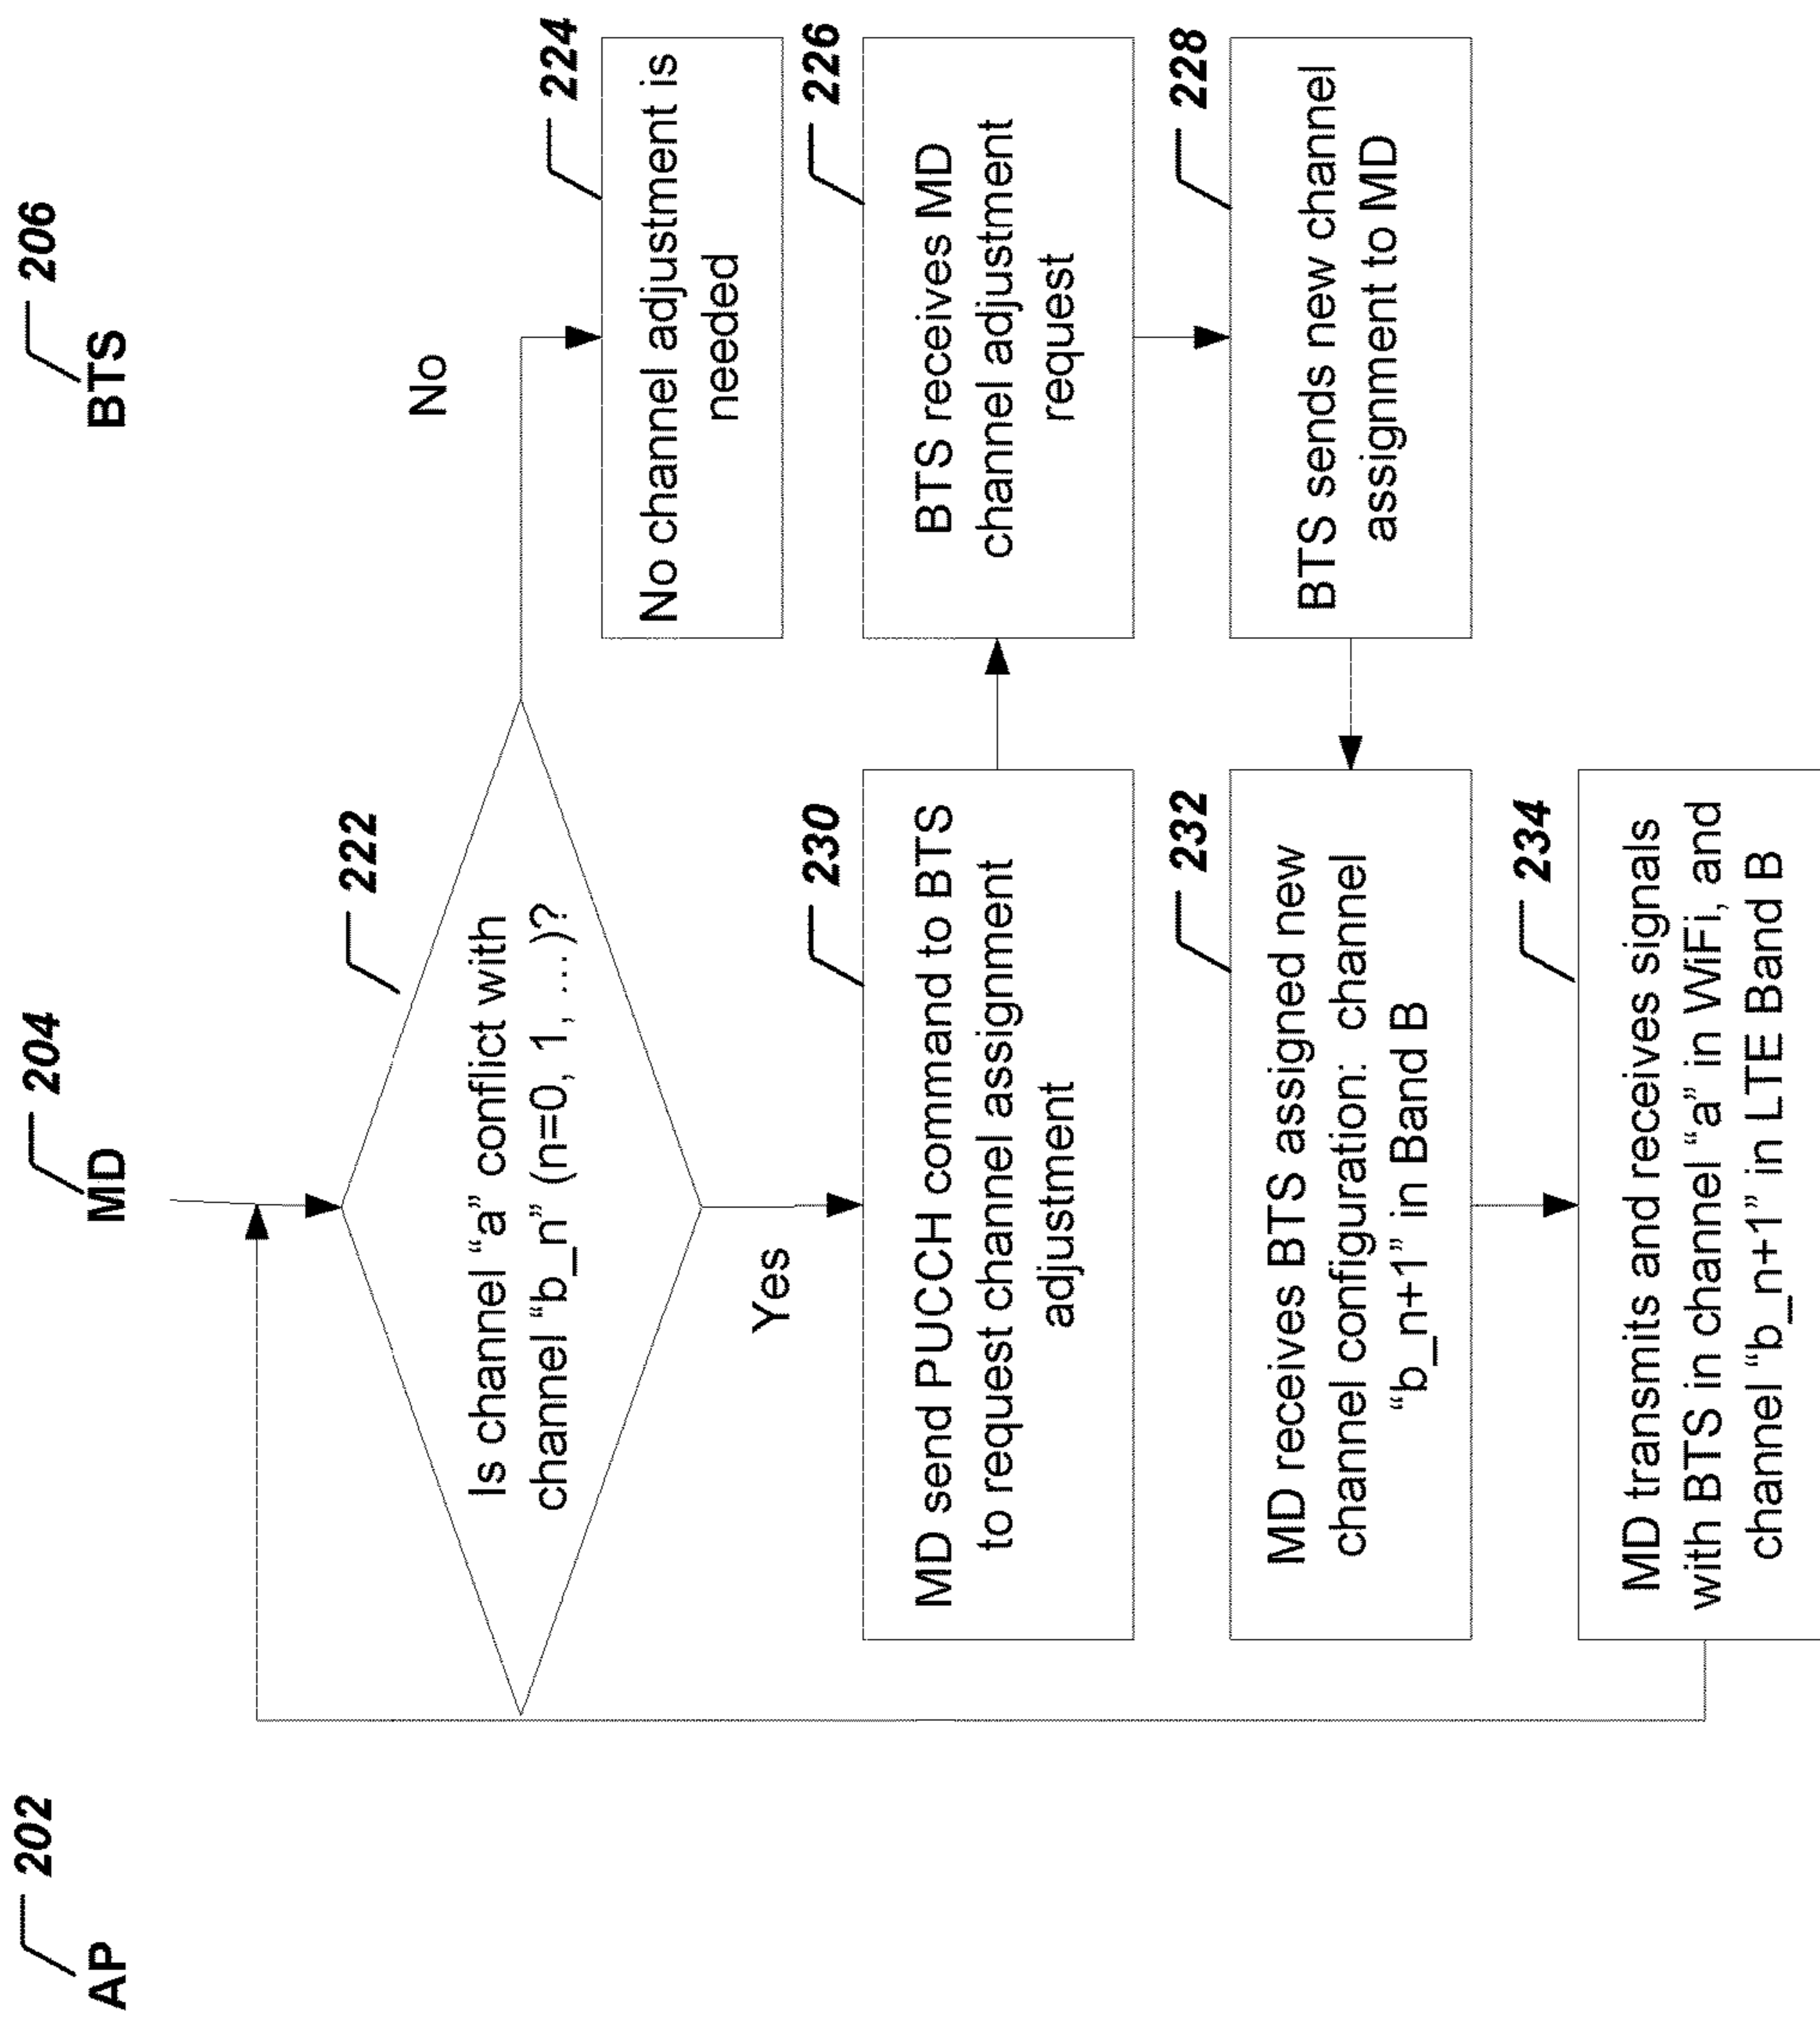 AP
202
MD
204
BTS
206
222
Is channel “a” conflict with
channel “b_n” (n=0, 1, …)?
No
224
No channel adjustment is
needed
Yes
230
MD send PUCCH command to BTS
to request channel assignment
adjustment
226
BTS receives MD
channel adjustment
request
232
MD receives BTS assigned new
channel configuration: channel
“b_n+1” in Band B
228
BTS sends new channel
assignment to MD
234
MD transmits and receives signals
with BTS in channel “a” in WiFi, and
channel “b_n+1” in LTE Band B